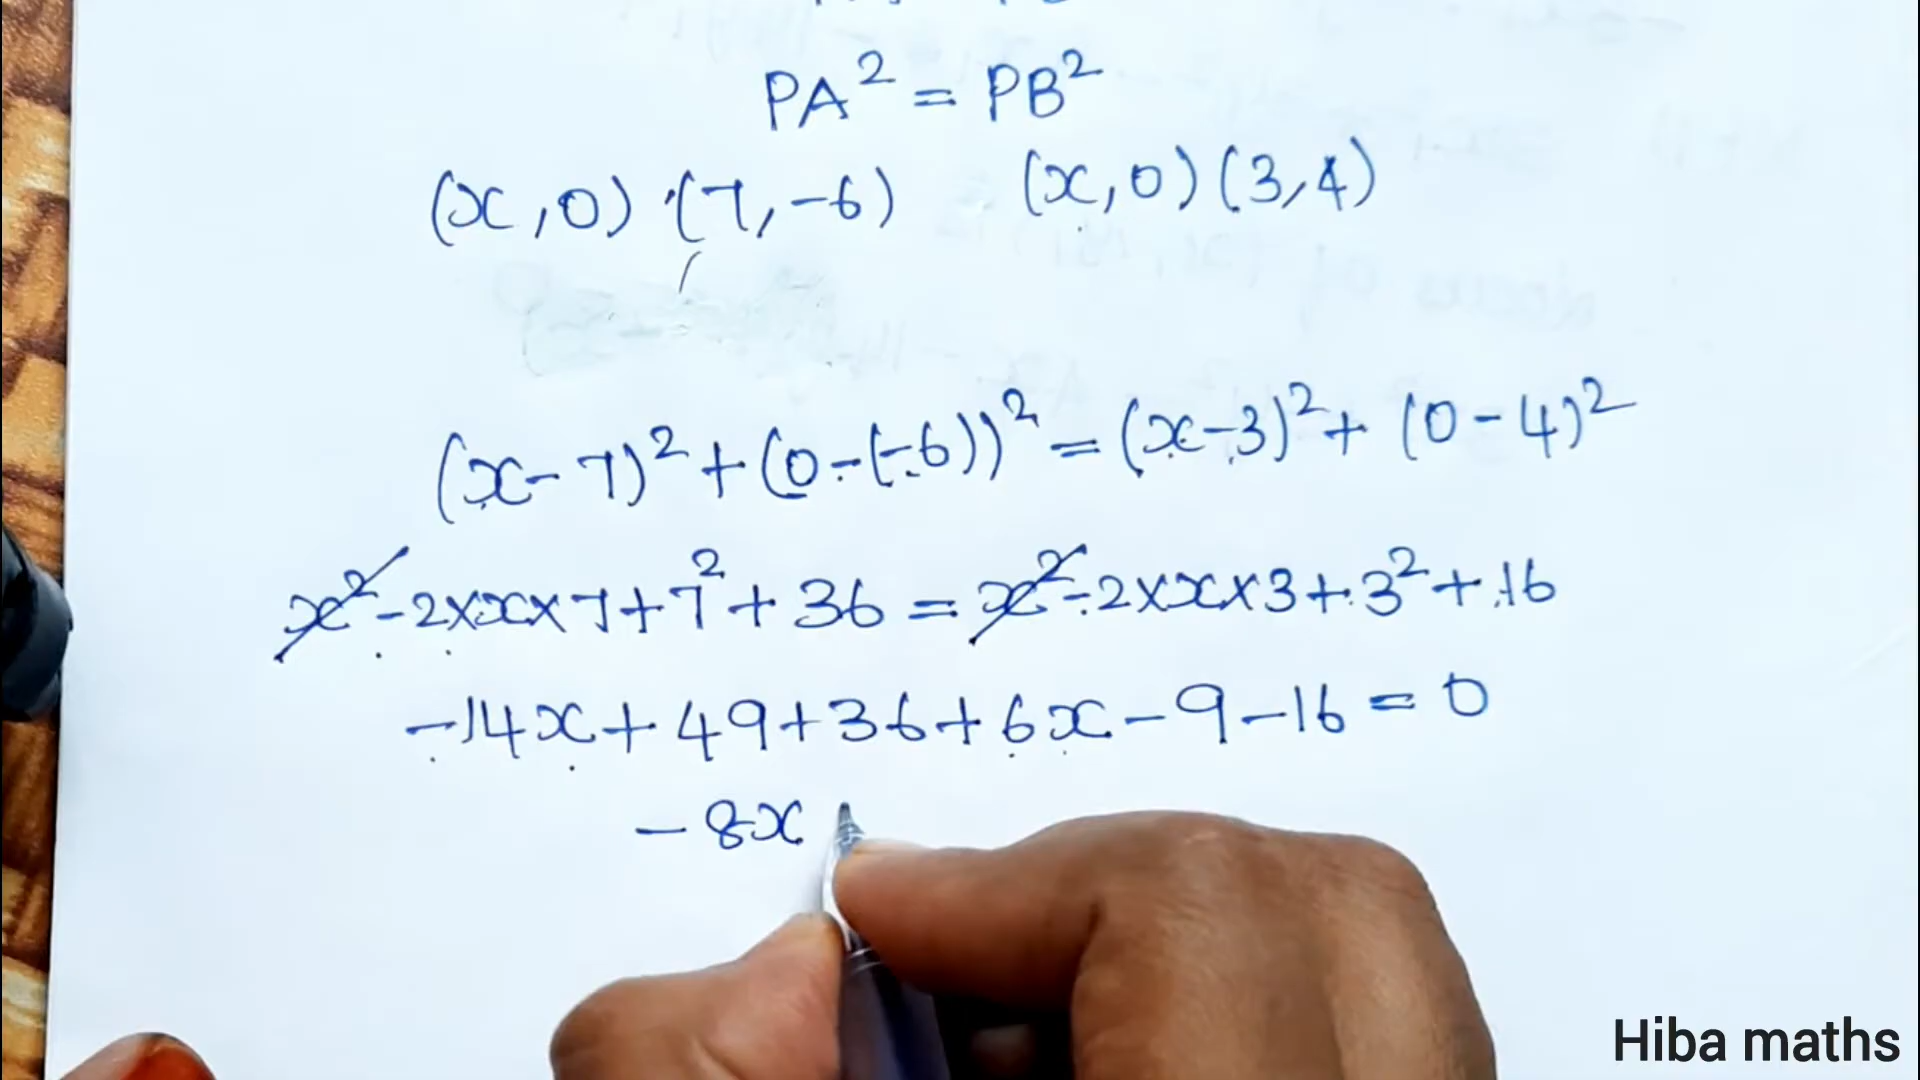 PA² = PB²
(x, 0) (7, -6) (x, 0) (3, 4)
(x - 7)² + (0 - (-6))² = (x - 3)² + (0 - 4)²
x² - 2 × x × 7 + 7² + 36 = x² - 2 × x × 3 + 3² + 16
-14x + 49 + 36 + 6x - 9 - 16 = 0
- 8x
Hiba maths